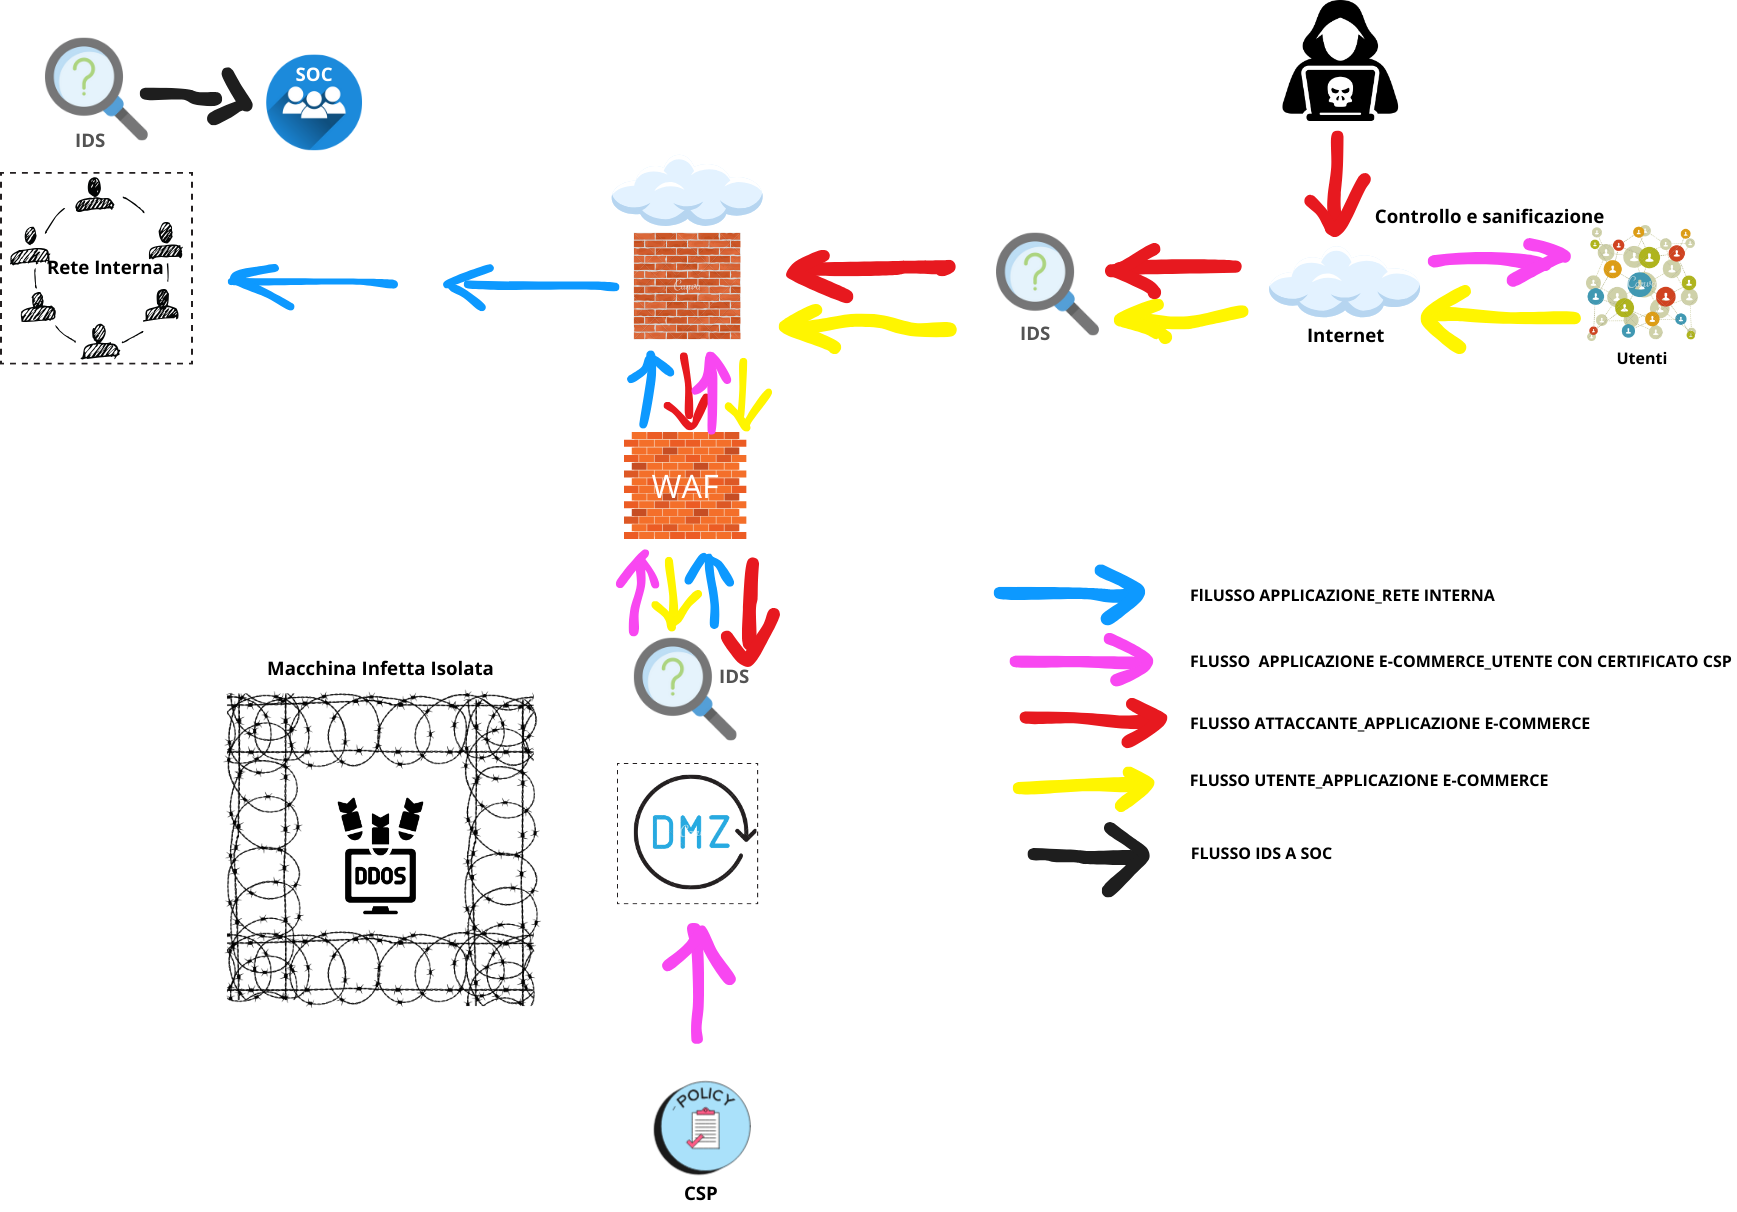 SOC
IDS
Rete Interna
Controllo e sanificazione
IDS
Internet
Utenti
WAF
IDS
Macchina Infetta Isolata
DDOS
DMZ
POLICY
CSP
FlLUSSO APPLICAZIONE_RETE INTERNA
FLUSSO APPLICAZIONE E-COMMERCE_UTENTE CON CERTIFICATO CSP
FLUSSO ATTACCANTE_APPLICAZIONE E-COMMERCE
FLUSSO UTENTE_APPLICAZIONE E-COMMERCE
FLUSSO IDS A SOC